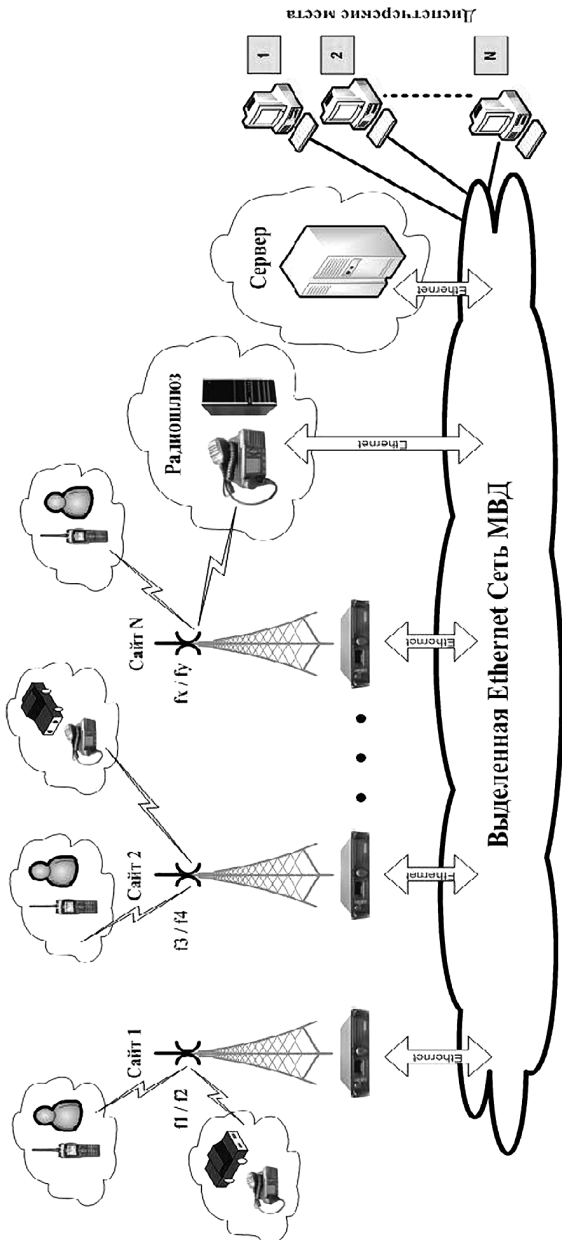 Сайт 1
f1 / f2
Сайт 2
f3 / f4
Сайт N
fx / fy
Радиошлюз
Сервер
1
2
N
Диспетчерские места
Ethernet
Ethernet
Ethernet
Ethernet
Ethernet
Выделенная Ethernet Сеть МВД